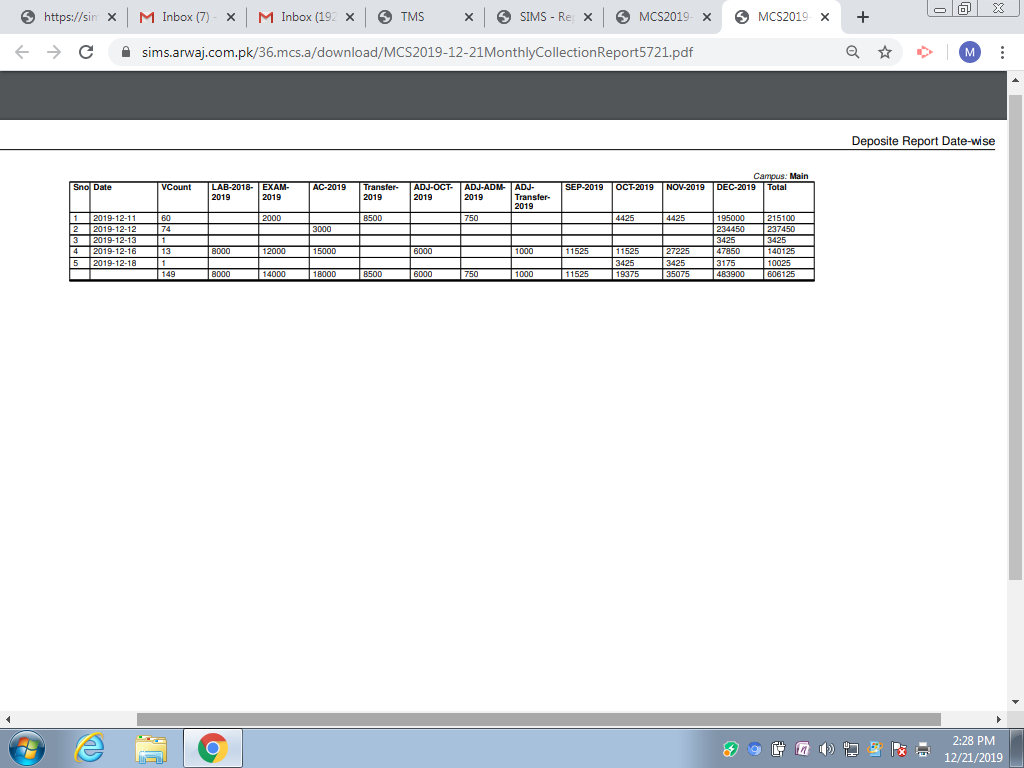 https://sim
Inbox (7) -
Inbox (192
TMS
SIMS - Re
MCS2019-
MCS2019-
sims.arwaj.com.pk/36.mcs.a/download/MCS2019-12-21MonthlyCollectionReport5721.pdf
M
Deposite Report Date-wise
Campus: Main
Sno Date VCount LAB-2018-2019 EXAM-2019 AC-2019 Transfer-2019 ADJ-OCT-2019 ADJ-ADM-2019 ADJ-Transfer-2019 SEP-2019 OCT-2019 NOV-2019 DEC-2019 Total
1 2019-12-11 60 2000 8500 750 4425 4425 195000 215100
2 2019-12-12 74 3000 234450 237450
3 2019-12-13 1 3425 3425
4 2019-12-16 13 8000 12000 15000 6000 1000 11525 11525 27225 47850 140125
5 2019-12-18 1 3425 3425 3175 10025
149 8000 14000 18000 8500 6000 750 1000 11525 19375 35075 483900 606125
2:28 PM
12/21/2019